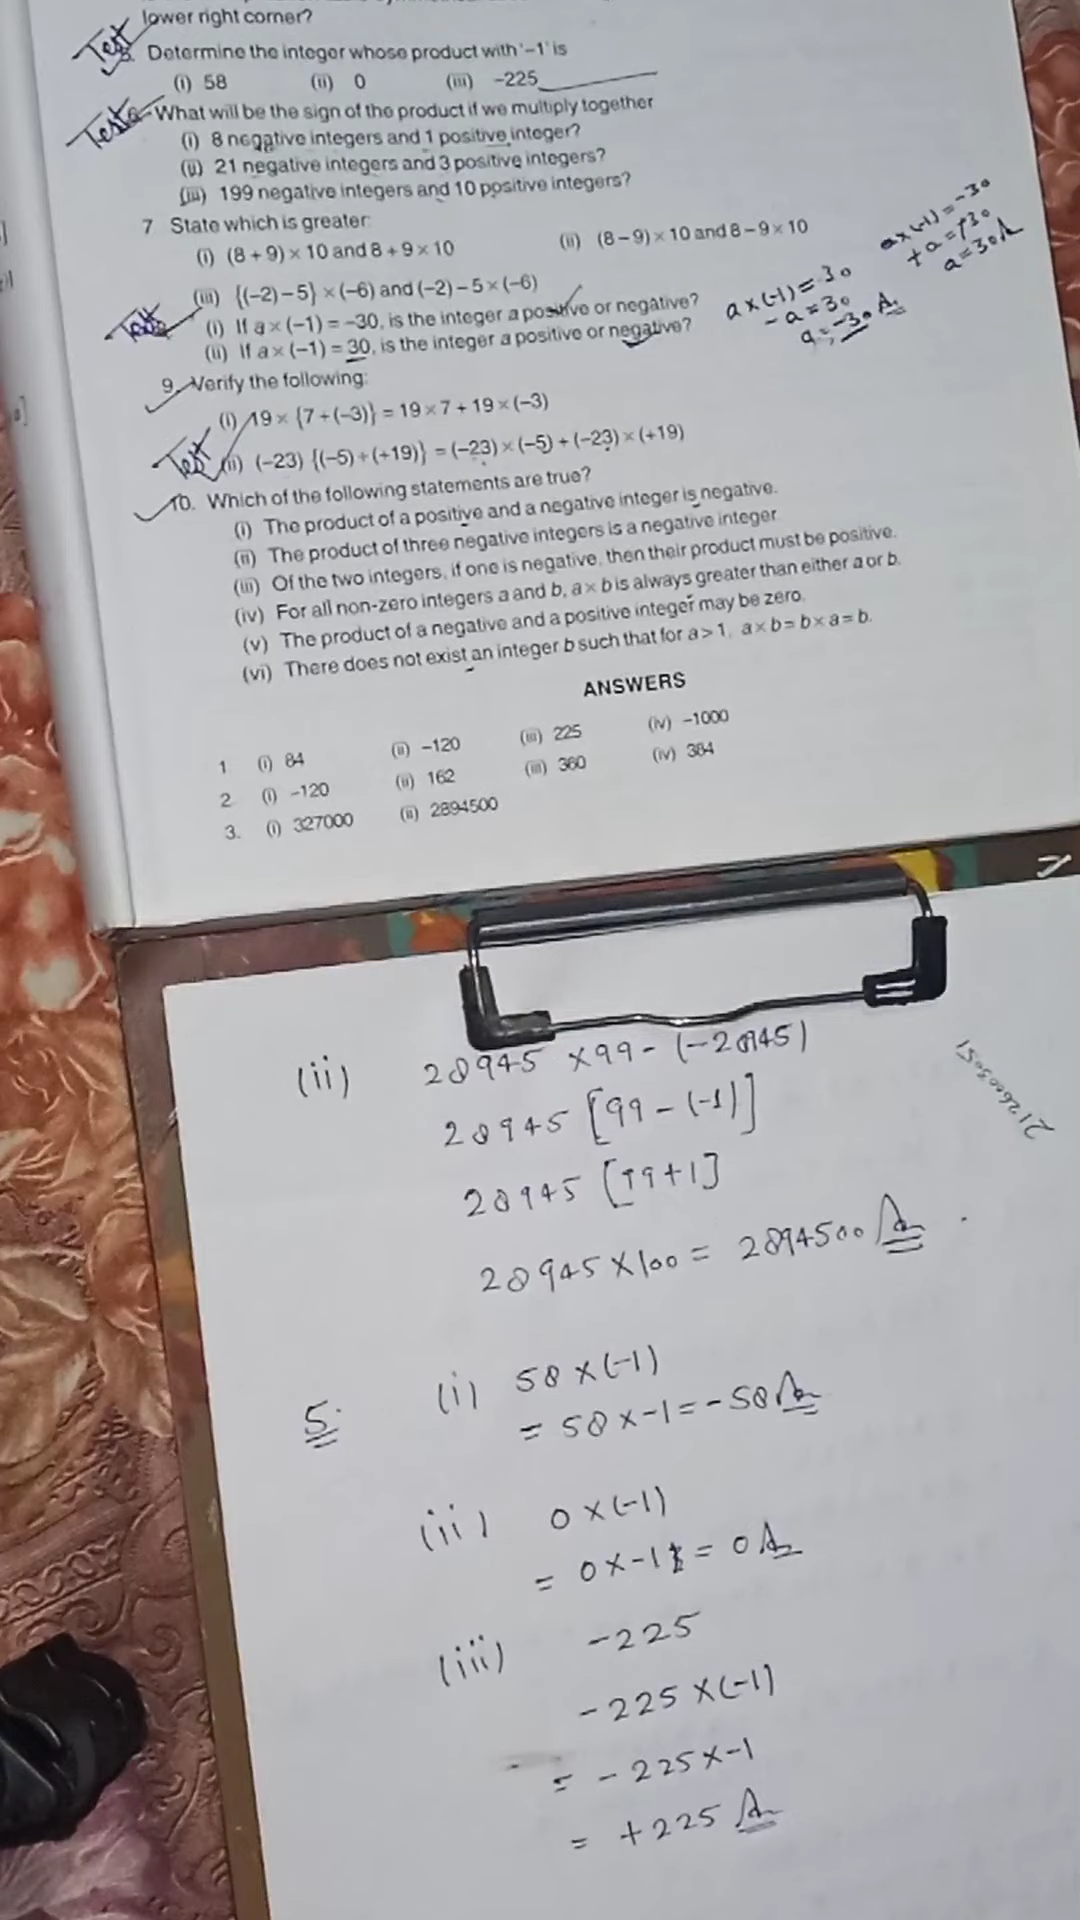 lower right corner?
Test
5. Determine the integer whose product with '-1' is
(i) 58 (ii) 0 (iii) -225
Test 6. What will be the sign of the product if we multiply together
(i) 8 negative integers and 1 positive integer?
(ii) 21 negative integers and 3 positive integers?
(iii) 199 negative integers and 10 positive integers?
7 State which is greater:
(i) (8 + 9) × 10 and 8 + 9 × 10 (ii) (8 – 9) × 10 and 8 – 9 × 10
(iii) {(–2) – 5} × (–6) and (–2) – 5 × (–6)
(i) If a × (–1) = –30, is the integer a positive or negative?
(ii) If a × (–1) = 30, is the integer a positive or negative?
a×(-1) = 30
-a = 30
a = -30 A.
a×(-1) = -30
+a = +30
a = 30 A
9. Verify the following:
(i) 19 × {7 + (–3)} = 19 × 7 + 19 × (–3)
Test (ii) (–23) {(–5) + (+19)} = (–23) × (–5) + (–23) × (+19)
10. Which of the following statements are true?
(i) The product of a positive and a negative integer is negative.
(ii) The product of three negative integers is a negative integer
(iii) Of the two integers, if one is negative, then their product must be positive.
(iv) For all non-zero integers a and b, a × b is always greater than either a or b.
(v) The product of a negative and a positive integer may be zero.
(vi) There does not exist an integer b such that for a > 1, a × b = b × a = b.
ANSWERS
1 (i) 84 (ii) –120 (iii) 225 (iv) –1000
2 (i) –120 (ii) 162 (iii) 360 (iv) 384
3. (i) 327000 (ii) 2894500
(ii) 28945 × 99 - (-28945)
28945 [99 - (-1)]
28945 [99+1]
28945 × 100 = 2894500 A
5. (i) 58 × (-1)
= 58 × -1 = -58 A
(ii) 0 × (-1)
= 0 × -1 = 0 A
(iii) -225
-225 × (-1)
= -225 × -1
= +225 A